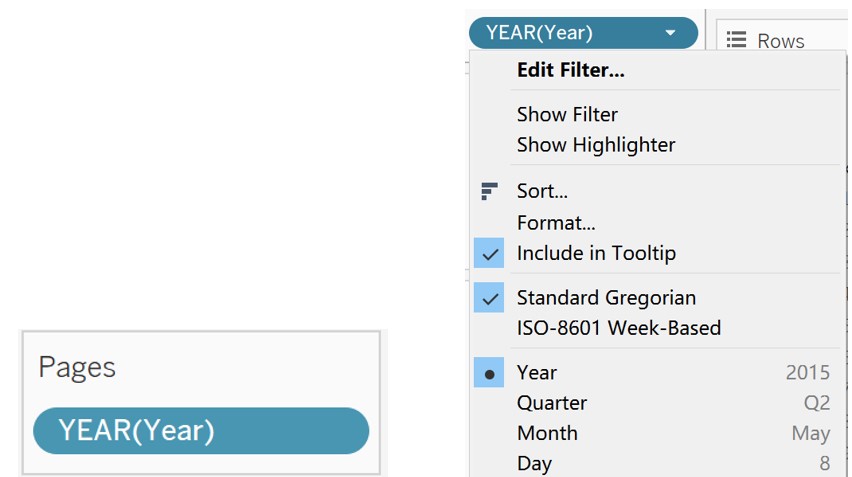 Pages
YEAR(Year)
YEAR(Year)
Rows
Edit Filter...
Show Filter
Show Highlighter
Sort...
Format...
Include in Tooltip
Standard Gregorian
ISO-8601 Week-Based
Year 2015
Quarter Q2
Month May
Day 8